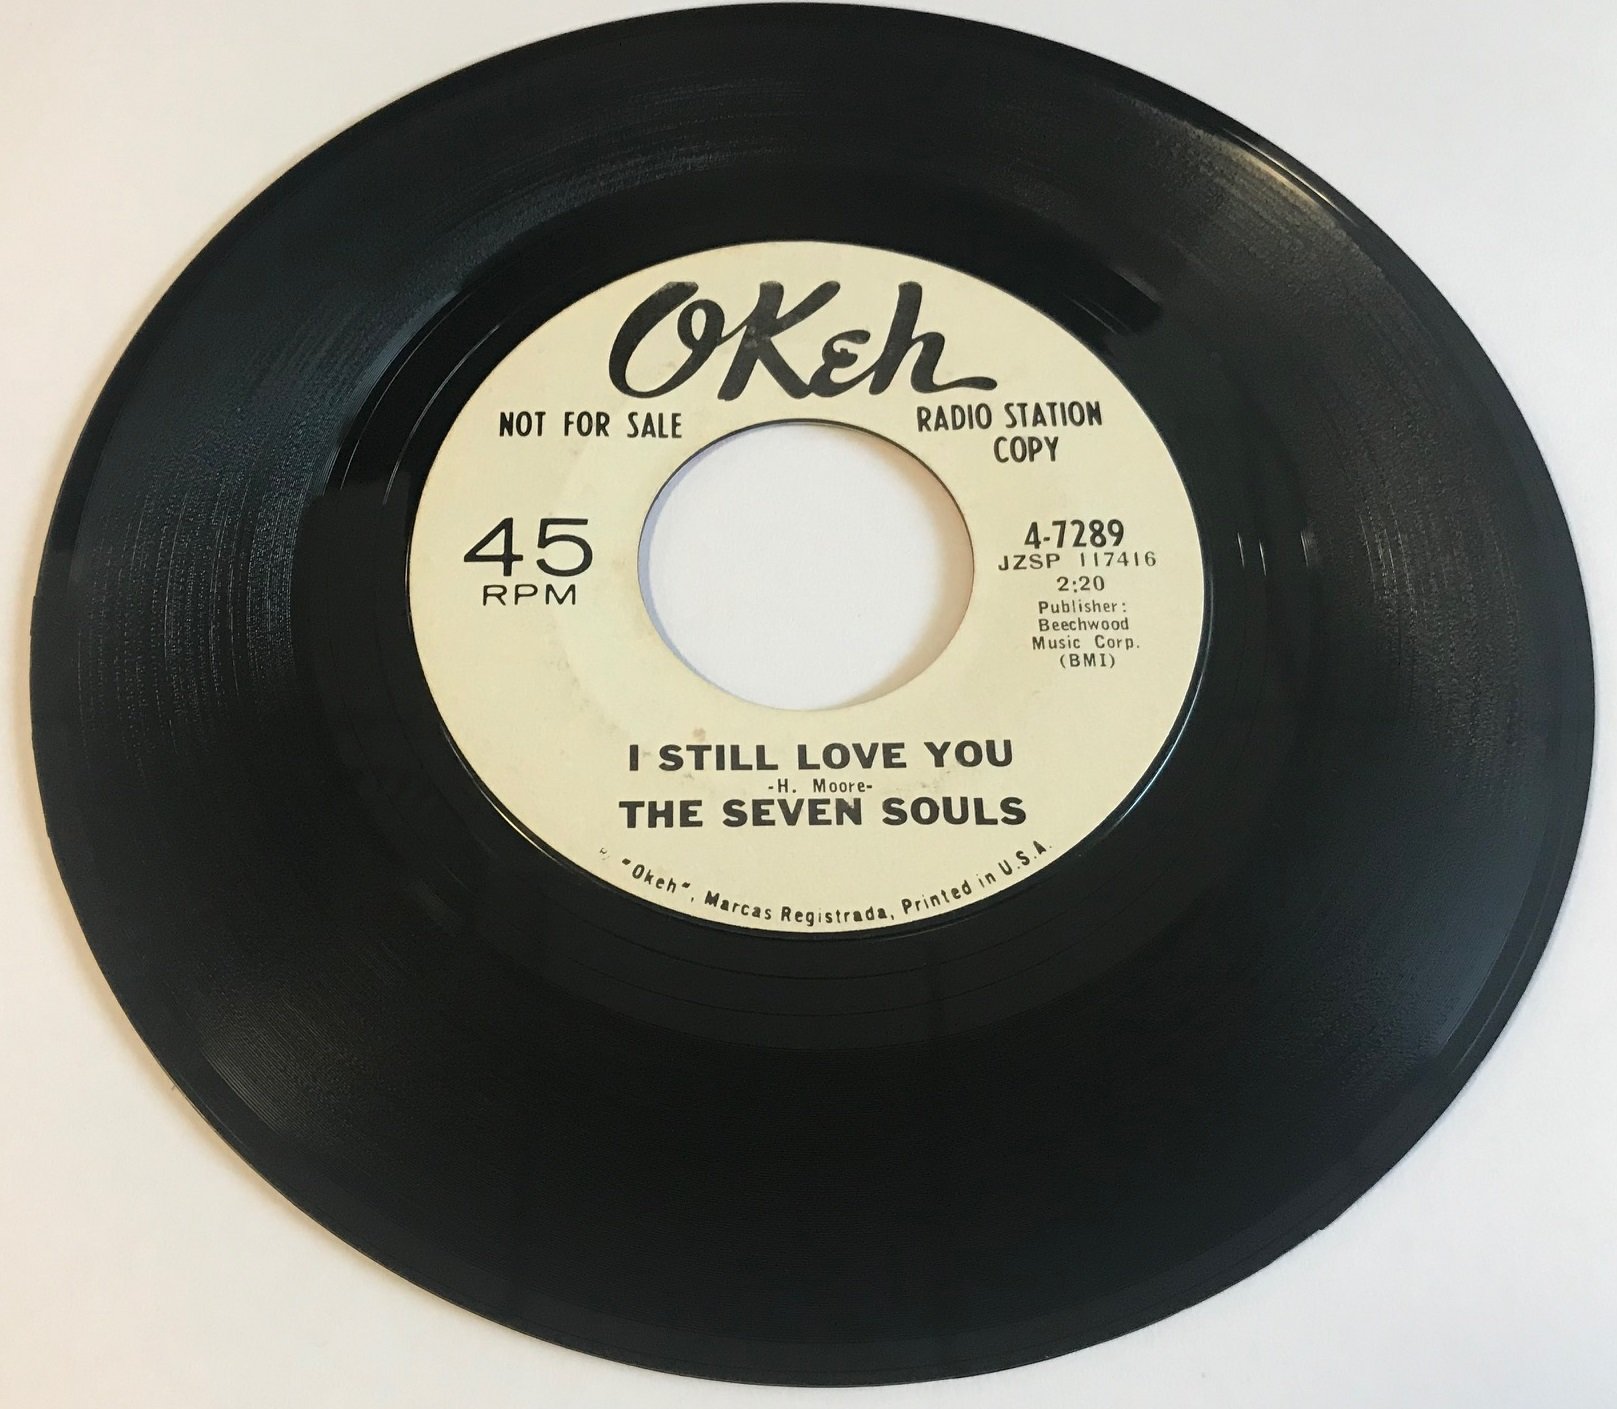 OKeh
NOT FOR SALE
RADIO STATION
COPY
45
RPM
4-7289
JZSP 117416
2:20
Publisher:
Beechwood
Music Corp.
(BMI)
I STILL LOVE YOU
-H. Moore-
THE SEVEN SOULS
"Okeh", Marcas Registrada, Printed in U.S.A.